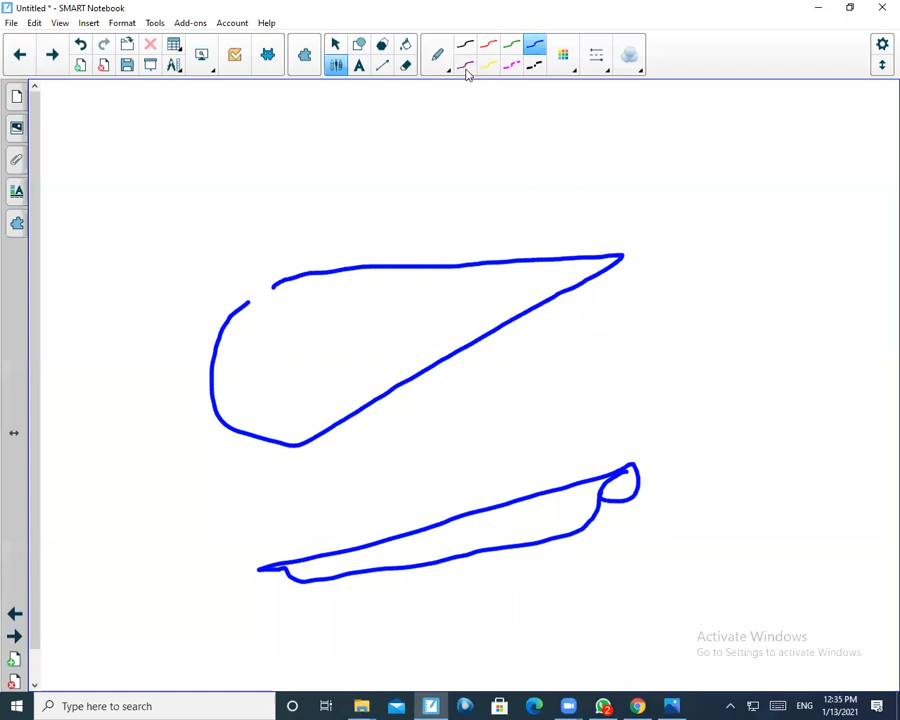 Untitled * - SMART Notebook
File Edit View Insert Format Tools Add-ons Account Help
Activate Windows
Go to Settings to activate Windows.
Type here to search
2
ENG
12:35 PM
1/13/2021